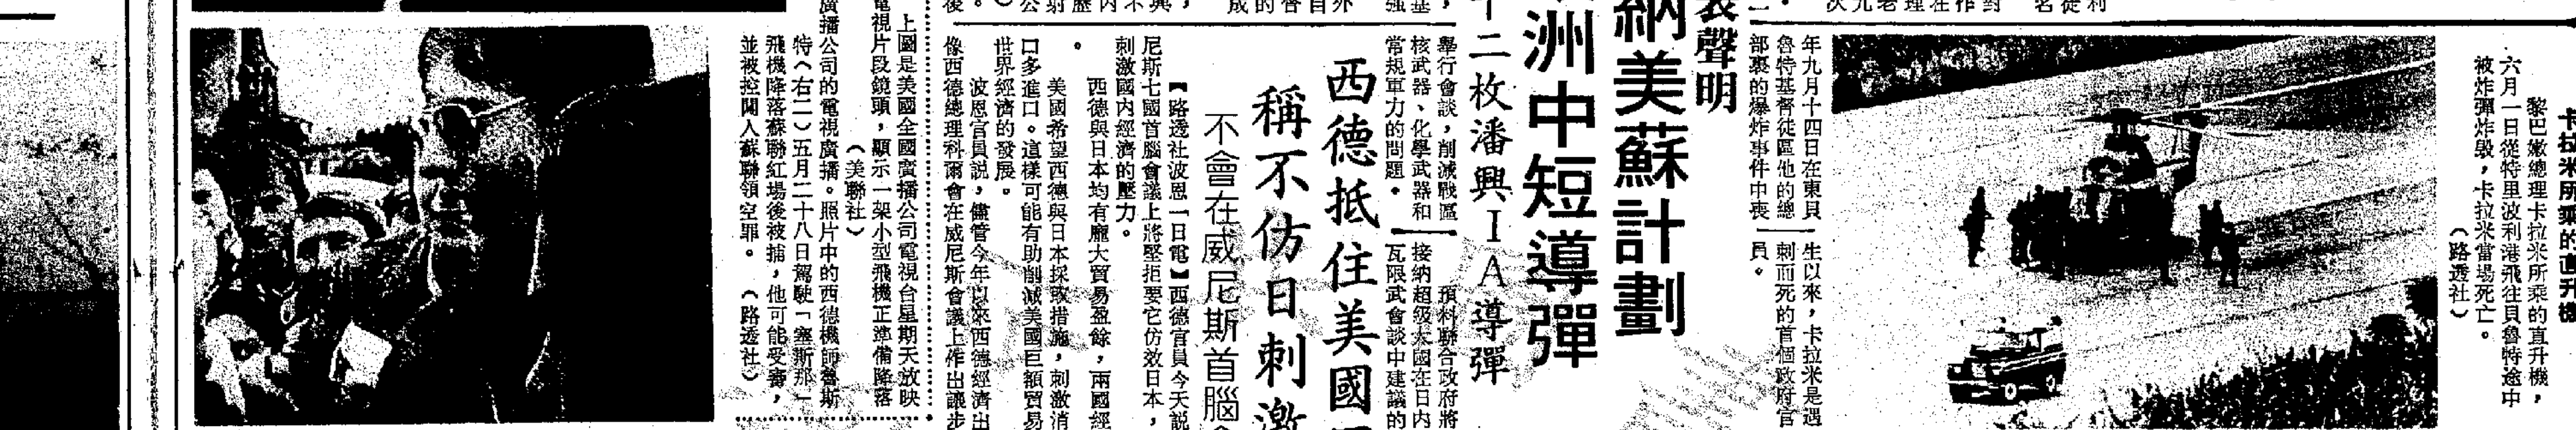 卡拉米所乘的直升機
黎巴嫩總理卡拉米所乘的直升機，
六月一日從特里波利港飛往貝魯特途中
被炸彈炸毀，卡拉米當場死亡。
（路透社）
年九月十四日在東貝
魯特基督徒區他的總
部裏的爆炸事件中喪
生以來，卡拉米是遇
刺而死的首個政府官
員。
表聲明
納美蘇計劃
洲中短導彈
十二枚潘興IA導彈
舉行會談，削減戰區
核武器、化學武器和
常規軍力的問題。
預料聯合政府將
接納超級大國在日內
瓦限武會談中建議的
西德抵住美國
稱不仿日刺激
不會在威尼斯首腦
【路透社波恩一日電】西德官員今天説
尼斯七國首腦會議上將堅拒要它仿效日本，
刺激國內經濟的壓力。
西德與日本均有龐大貿易盈餘，兩國經
。
美國希望西德與日本採取措施，刺激消
口多進口。這樣可能有助削減美國巨額貿易
世界經濟的發展。
波恩官員説，儘管今年以來西德經濟出
像西德總理科爾會在威尼斯會議上作出讓步
上國是美國全國廣播公司電視台星期天放映
電視片段鏡頭，顯示一架小型飛機正準備降落
（美聯社）
廣播公司的電視廣播。照片中的西德機師魯斯
特（右二）五月二十八日駕駛「塞斯那」
飛機降落蘇聯紅場後被捕，他可能受審，
並被控闖入蘇聯領空罪。（路透社）